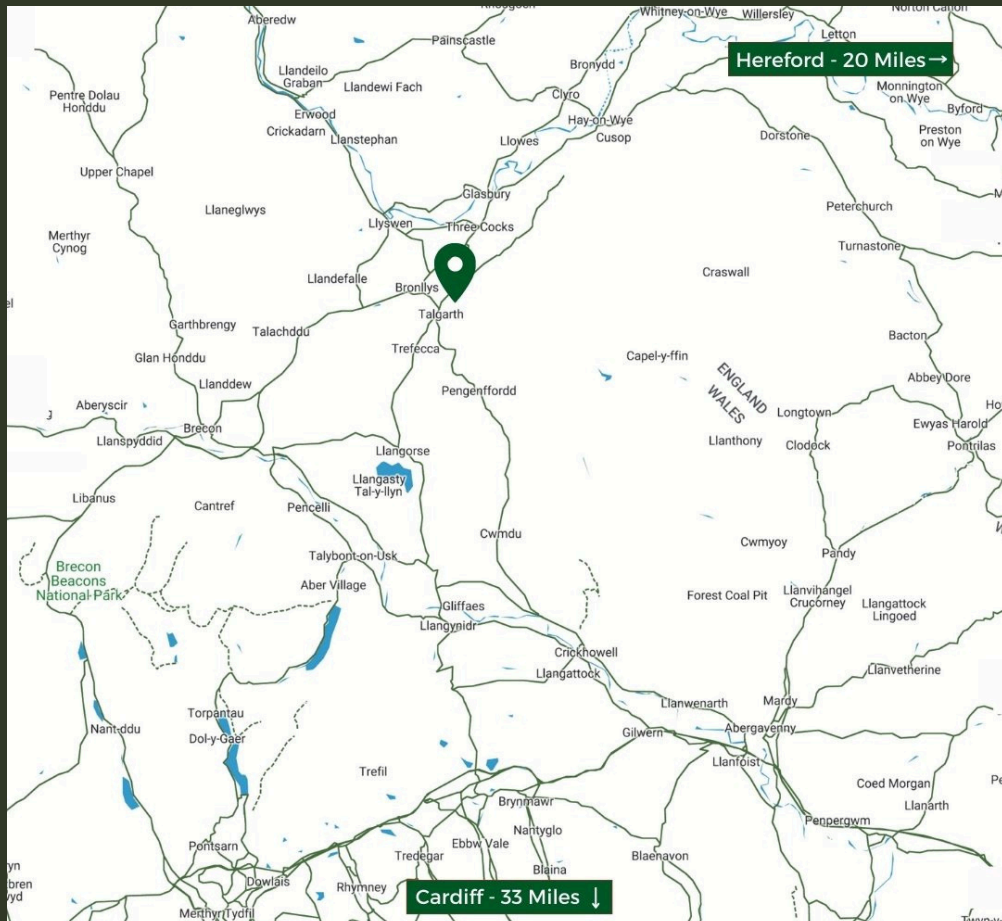 Aberedw
Whitney-on-Wye
Willersley
Painscastle
Letton
Hereford - 20 Miles→
Bronydd
Llandeilo
Graban
Llandewi Fach
Pentre Dolau
Honddu
Clyro
Monnington
on Wye
Byford
Erwood
Crickadarn
Hay-on-Wye
Cusop
Llanstephan
Llowes
Dorstone
Preston
on Wye
Upper Chapel
Glasbury
Peterchurch
Llaneglwys
Llyswen
Three Cocks
Merthyr
Cynog
Turnastone
Llandefalle
Craswall
Bronllys
Talgarth
Garthbrengy
Talachddu
Bacton
Trefecca
Glan Honddu
Capel-y-ffin
Llanddew
Pengenffordd
ENGLAND
WALES
Abbey Dore
Aberyscir
Longtown
Ewyas Harold
Brecon
Llanspyddid
Llanthony
Clodock
Pontrilas
Llangorse
Llangasty
Tal-y-llyn
Libanus
Cantref
Pencelli
Cwmdu
Cwmyoy
Pandy
Talybont-on-Usk
Brecon
Beacons
National Park
Aber Village
Forest Coal Pit
Llanvihangel
Crucorney
Llangattock
Lingoed
Gliffaes
Llangynidr
Crickhowell
Llangattock
Llanvetherine
Llanwenarth
Mardy
Torpantau
Nant-ddu
Dol-y-Gaer
Gilwern
Abergavenny
Llanfoist
Trefil
Coed Morgan
Llanarth
Brynmawr
Penpergwm
Nantyglo
Ebbw Vale
Pontsarn
Tredegar
Blaina
Blaenavon
Dowlais
Rhymney
Cardiff - 33 Miles ↓
Merthyr Tydfil